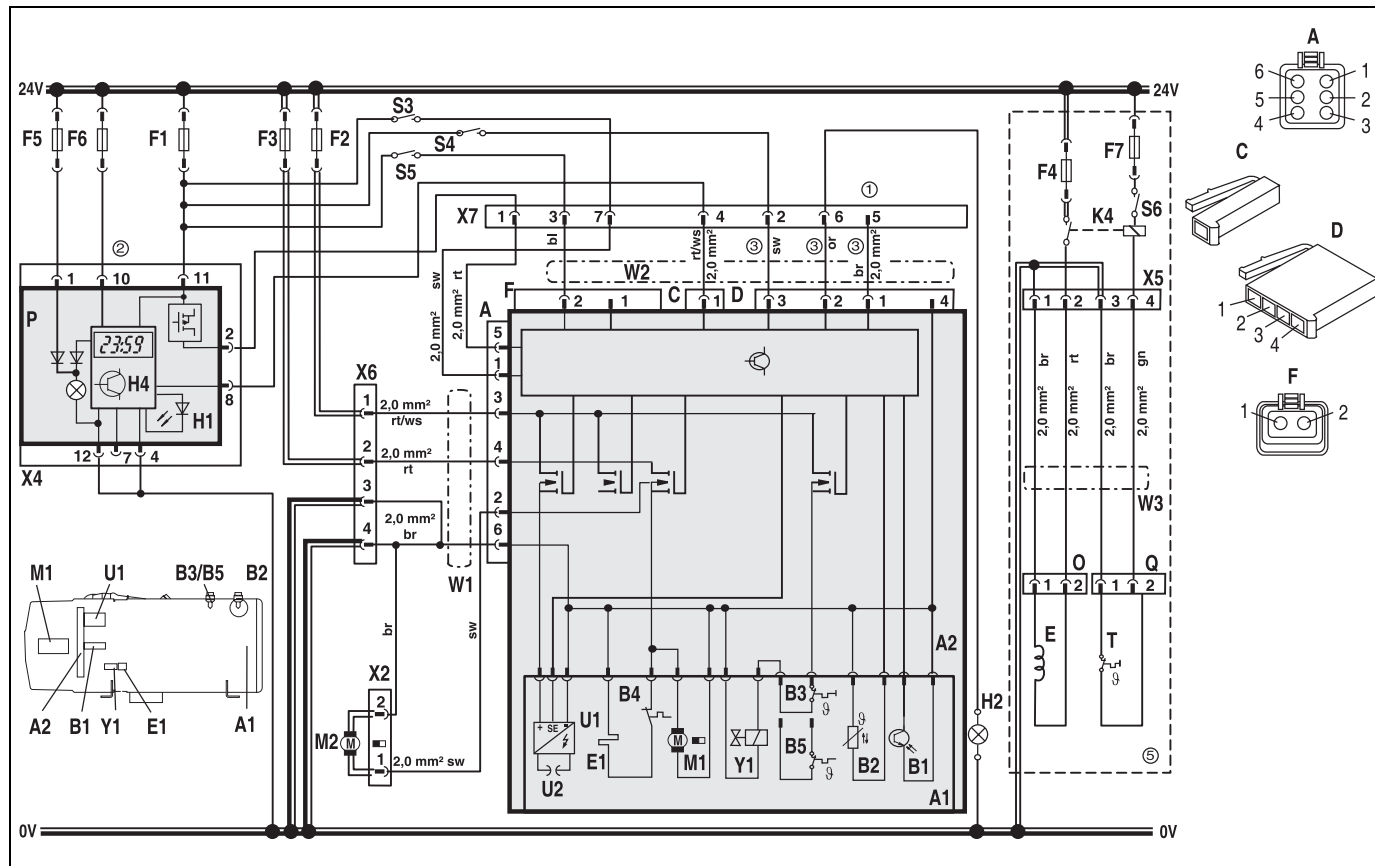 A
6 1
5 2
4 3
24V
24V
F5 F6 F1 F3 F2
S3
S4
S5
F4 F7
K4 S6
C
D
1
2
3
4
F
1 2
①
X7 1 3 7 4 2 6 5
bl
rt/ws
2,0 mm²
③ sw
③ or
③ br
2,0 mm²
sw
2,0 mm²
rt
2,0 mm²
W2
F 2 1 C 1 D 3 2 1 4
②
1 10 11
P
23:59
H4
H1
2
8
12 7 4
X4
X5
1 2 3 4
2,0 mm² br
2,0 mm² rt
2,0 mm² br
2,0 mm² gn
W3
O
1 2
Q
1 2
E
T
ϑ
⑤
X6
1
2
3
4
2,0 mm²
rt/ws
2,0 mm²
rt
2,0 mm²
br
W1
A
5
1
3
4
2
6
A2
M1 U1 B3/B5 B2
A2 B1 Y1 E1 A1
br
sw
X2
2
1
M2 M
2,0 mm² sw
+ SE -
U1
U2
E1
B4
M
M1
Y1
B3
ϑ
B5
ϑ
ϑ
B2
B1
A1
H2
0V
0V